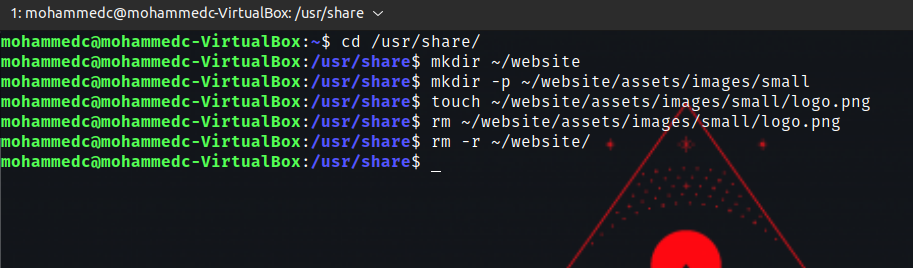 1: mohammedc@mohammedc-VirtualBox: /usr/share
mohammedc@mohammedc-VirtualBox:~$ cd /usr/share/
mohammedc@mohammedc-VirtualBox:/usr/share$ mkdir ~/website
mohammedc@mohammedc-VirtualBox:/usr/share$ mkdir -p ~/website/assets/images/small
mohammedc@mohammedc-VirtualBox:/usr/share$ touch ~/website/assets/images/small/logo.png
mohammedc@mohammedc-VirtualBox:/usr/share$ rm ~/website/assets/images/small/logo.png
mohammedc@mohammedc-VirtualBox:/usr/share$ rm -r ~/website/
mohammedc@mohammedc-VirtualBox:/usr/share$ _